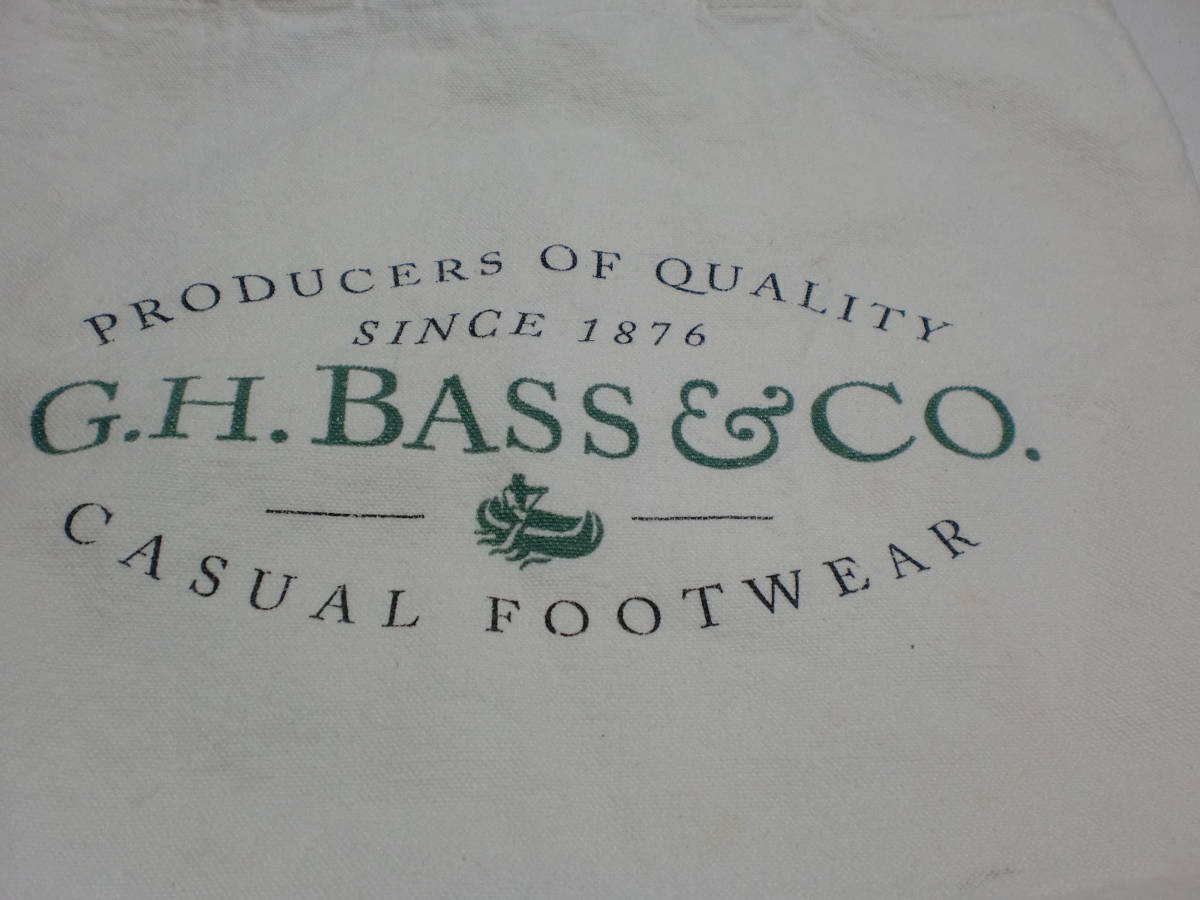 PRODUCERS OF QUALITY
SINCE 1876
G.H. BASS & CO.
CASUAL FOOTWEAR